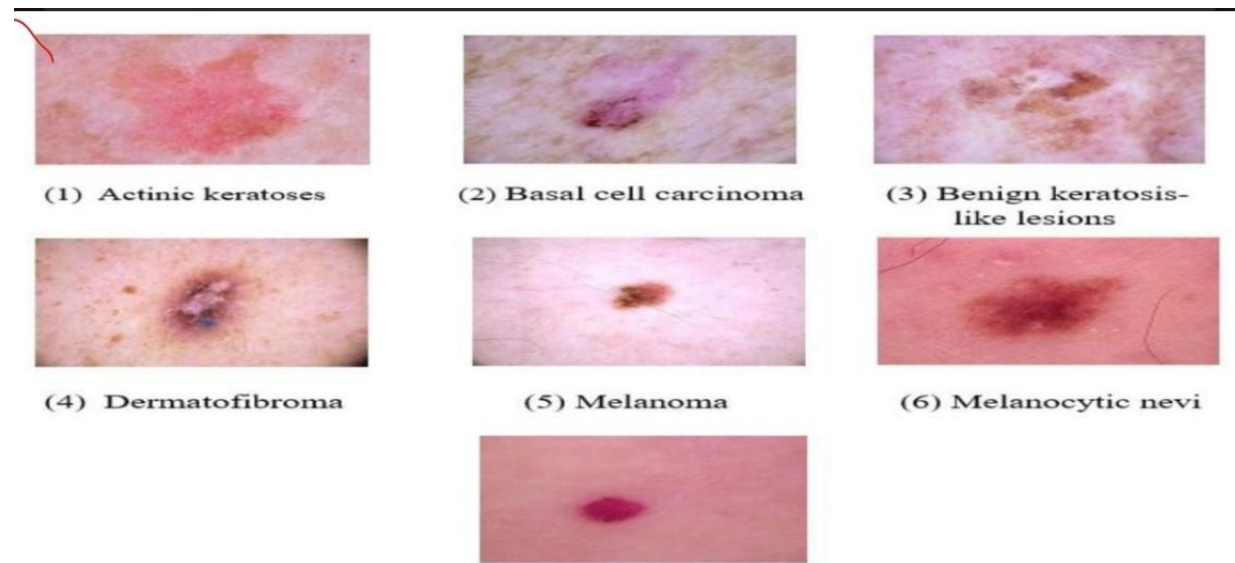 (1) Actinic keratoses
(2) Basal cell carcinoma
(3) Benign keratosis-
like lesions
(4) Dermatofibroma
(5) Melanoma
(6) Melanocytic nevi